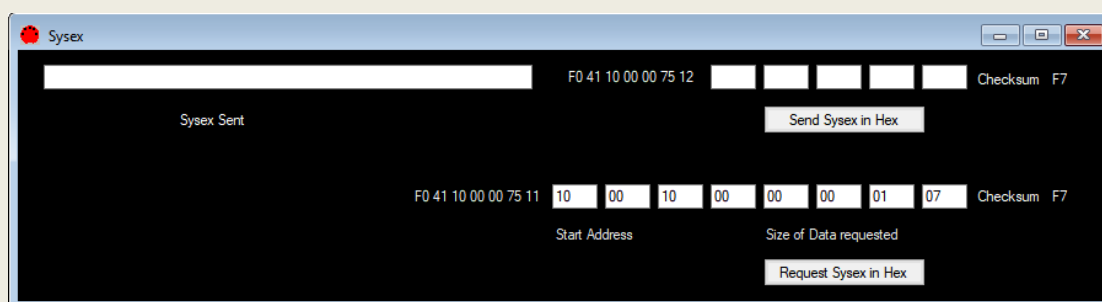 Sysex
F0 41 10 00 00 75 12 Checksum F7
Sysex Sent Send Sysex in Hex
F0 41 10 00 00 75 11 10 00 10 00 00 00 01 07 Checksum F7
Start Address Size of Data requested
Request Sysex in Hex